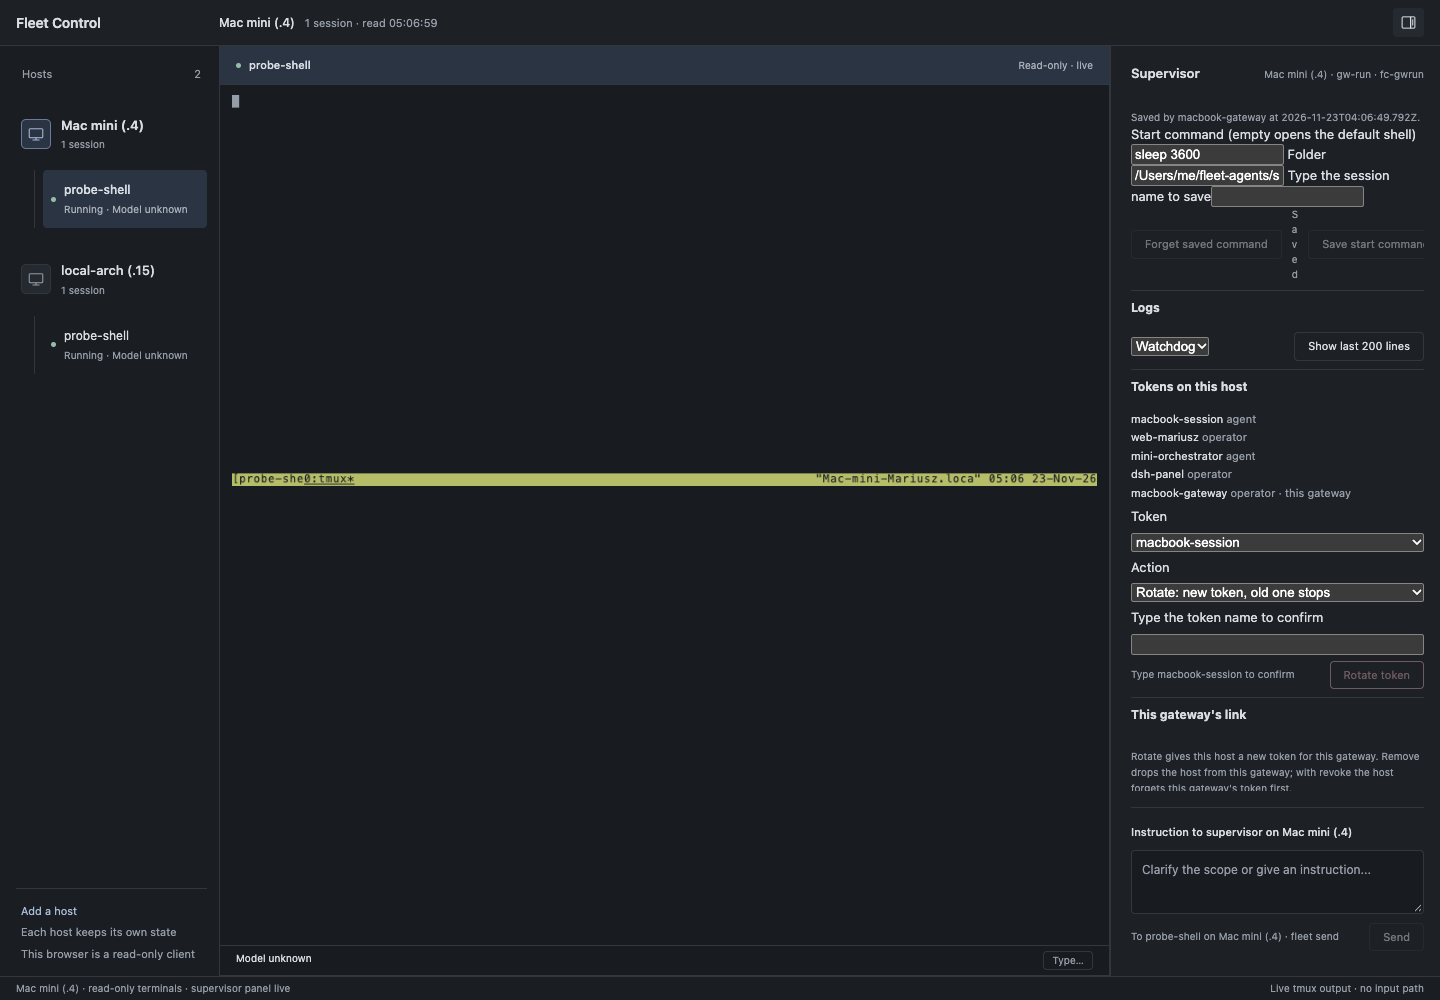 Fleet Control
Mac mini (.4) 1 session · read 05:06:59
Hosts 2
Mac mini (.4)
1 session
probe-shell
Running · Model unknown
local-arch (.15)
1 session
probe-shell
Running · Model unknown
Add a host
Each host keeps its own state
This browser is a read-only client
probe-shell Read-only · live
[probe-she0:tmux* "Mac-mini-Mariusz.loca" 05:06 23-Nov-26
Model unknown Type...
Supervisor Mac mini (.4) · gw-run · fc-gwrun
Saved by macbook-gateway at 2026-11-23T04:06:49.792Z.
Start command (empty opens the default shell)
sleep 3600 Folder
/Users/me/fleet-agents/s Type the session
name to save
Forget saved command Saved Save start comman
Logs
Watchdog Show last 200 lines
Tokens on this host
macbook-session agent
web-mariusz operator
mini-orchestrator agent
dsh-panel operator
macbook-gateway operator · this gateway
Token
macbook-session
Action
Rotate: new token, old one stops
Type the token name to confirm
Type macbook-session to confirm Rotate token
This gateway's link
Rotate gives this host a new token for this gateway. Remove
drops the host from this gateway; with revoke the host
forgets this gateway's token first.
Instruction to supervisor on Mac mini (.4)
Clarify the scope or give an instruction...
To probe-shell on Mac mini (.4) · fleet send Send
Mac mini (.4) · read-only terminals · supervisor panel live Live tmux output · no input path